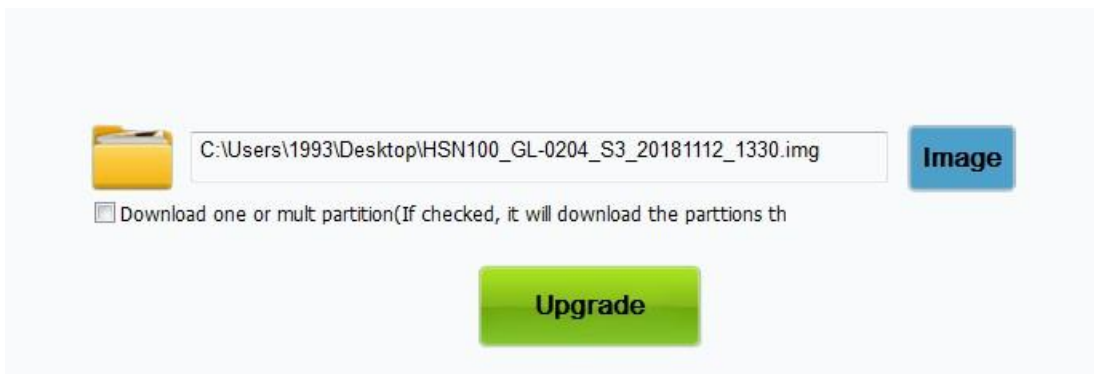 C:\Users\1993\Desktop\HSN100_GL-0204_S3_20181112_1330.img
Image
Download one or mult partition(If checked, it will download the parttions th
Upgrade